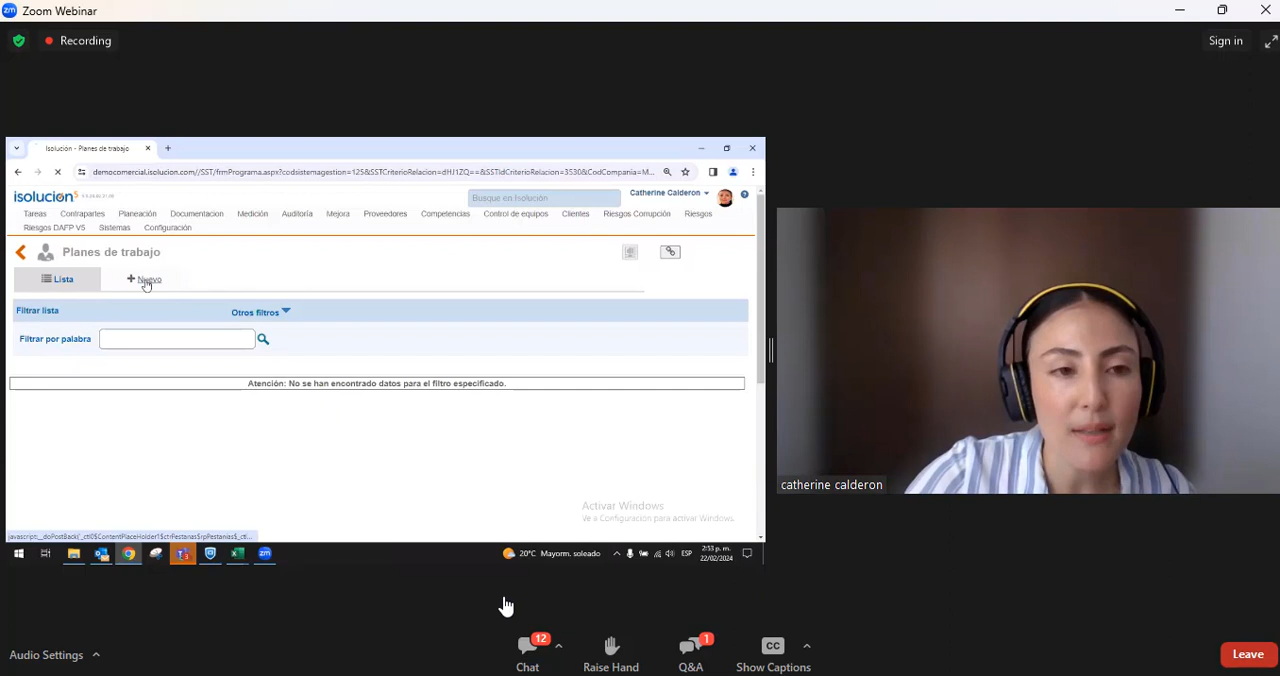 Zoom Webinar
Recording
Sign in
Isolución - Planes de trabajo
democomercial.isolucion.com//SST/frmPrograma.aspx?codsistemagestion=125&SSTCriterioRelacion=dHJ1ZQ==&SSTIdCriterioRelacion=3530&CodCompania=M...
isolución5
Busque en Isolución
Catherine Calderon
Tareas Contrapartes Planeación Documentación Medición Auditoría Mejora Proveedores Competencias Control de equipos Clientes Riesgos Corrupción Riesgos
Riesgos DAFP V5 Sistemas Configuración
Planes de trabajo
Lista
Nuevo
Filtrar lista
Otros filtros
Filtrar por palabra
Atención: No se han encontrado datos para el filtro especificado.
Activar Windows
Ve a Configuración para activar Windows.
catherine calderon
20°C Mayorm. soleado
ESP
2:53 p. m.
22/02/2024
12
1
CC
Audio Settings
Chat
Raise Hand
Q&A
Show Captions
Leave